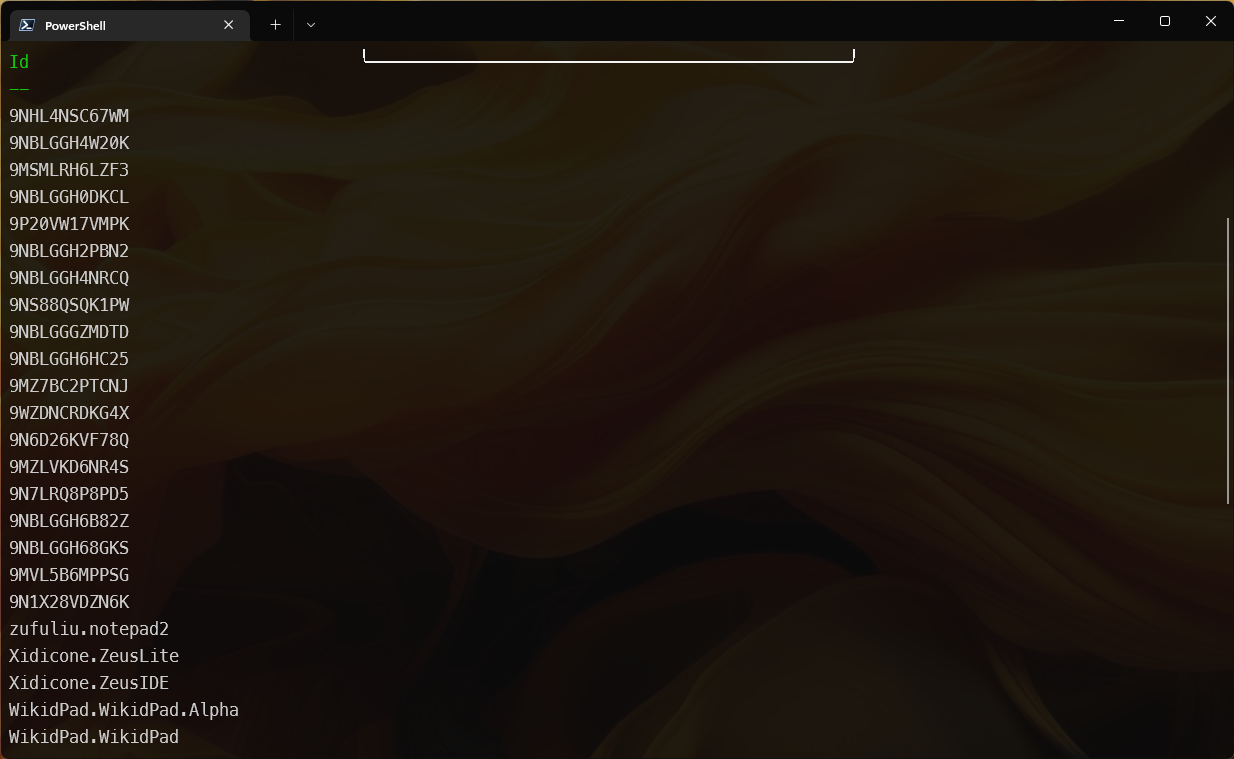 PowerShell
Id
--
9NHL4NSC67WM
9NBLGGH4W20K
9MSMLRH6LZF3
9NBLGGH0DKCL
9P20VW17VMPK
9NBLGGH2PBN2
9NBLGGH4NRCQ
9NS88QSQK1PW
9NBLGGGZMDTD
9NBLGGH6HC25
9MZ7BC2PTCNJ
9WZDNCRDKG4X
9N6D26KVF78Q
9MZLVKD6NR4S
9N7LRQ8P8PD5
9NBLGGH6B82Z
9NBLGGH68GKS
9MVL5B6MPPSG
9N1X28VDZN6K
zufuliu.notepad2
Xidicone.ZeusLite
Xidicone.ZeusIDE
WikidPad.WikidPad.Alpha
WikidPad.WikidPad